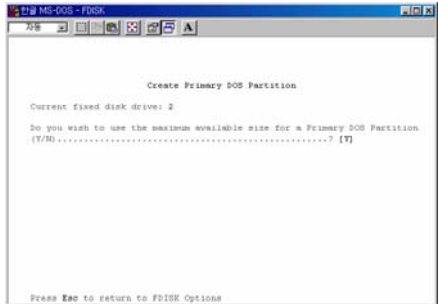 한글 MS-DOS - FDISK
자동
A
Create Primary DOS Partition
Current fixed disk drive: 2
Do you wish to use the maximum available size for a Primary DOS Partition
(Y/N)................................................? [Y]
Press Esc to return to FDISK Options